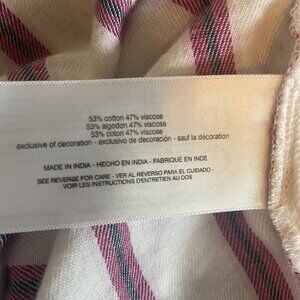 53% cotton 47% viscose
53% algodon 47% viscosa
53% coton 47% viscose
exclusive of decoration - exclusivo de decoración - sauf la décoration
MADE IN INDIA - HECHO EN INDIA - FABRIQUÉ EN INDE
SEE REVERSE FOR CARE - VER AL REVERSO PARA EL CUIDADO -
VOIR LES INSTRUCTIONS D'ENTRETIEN AU DOS